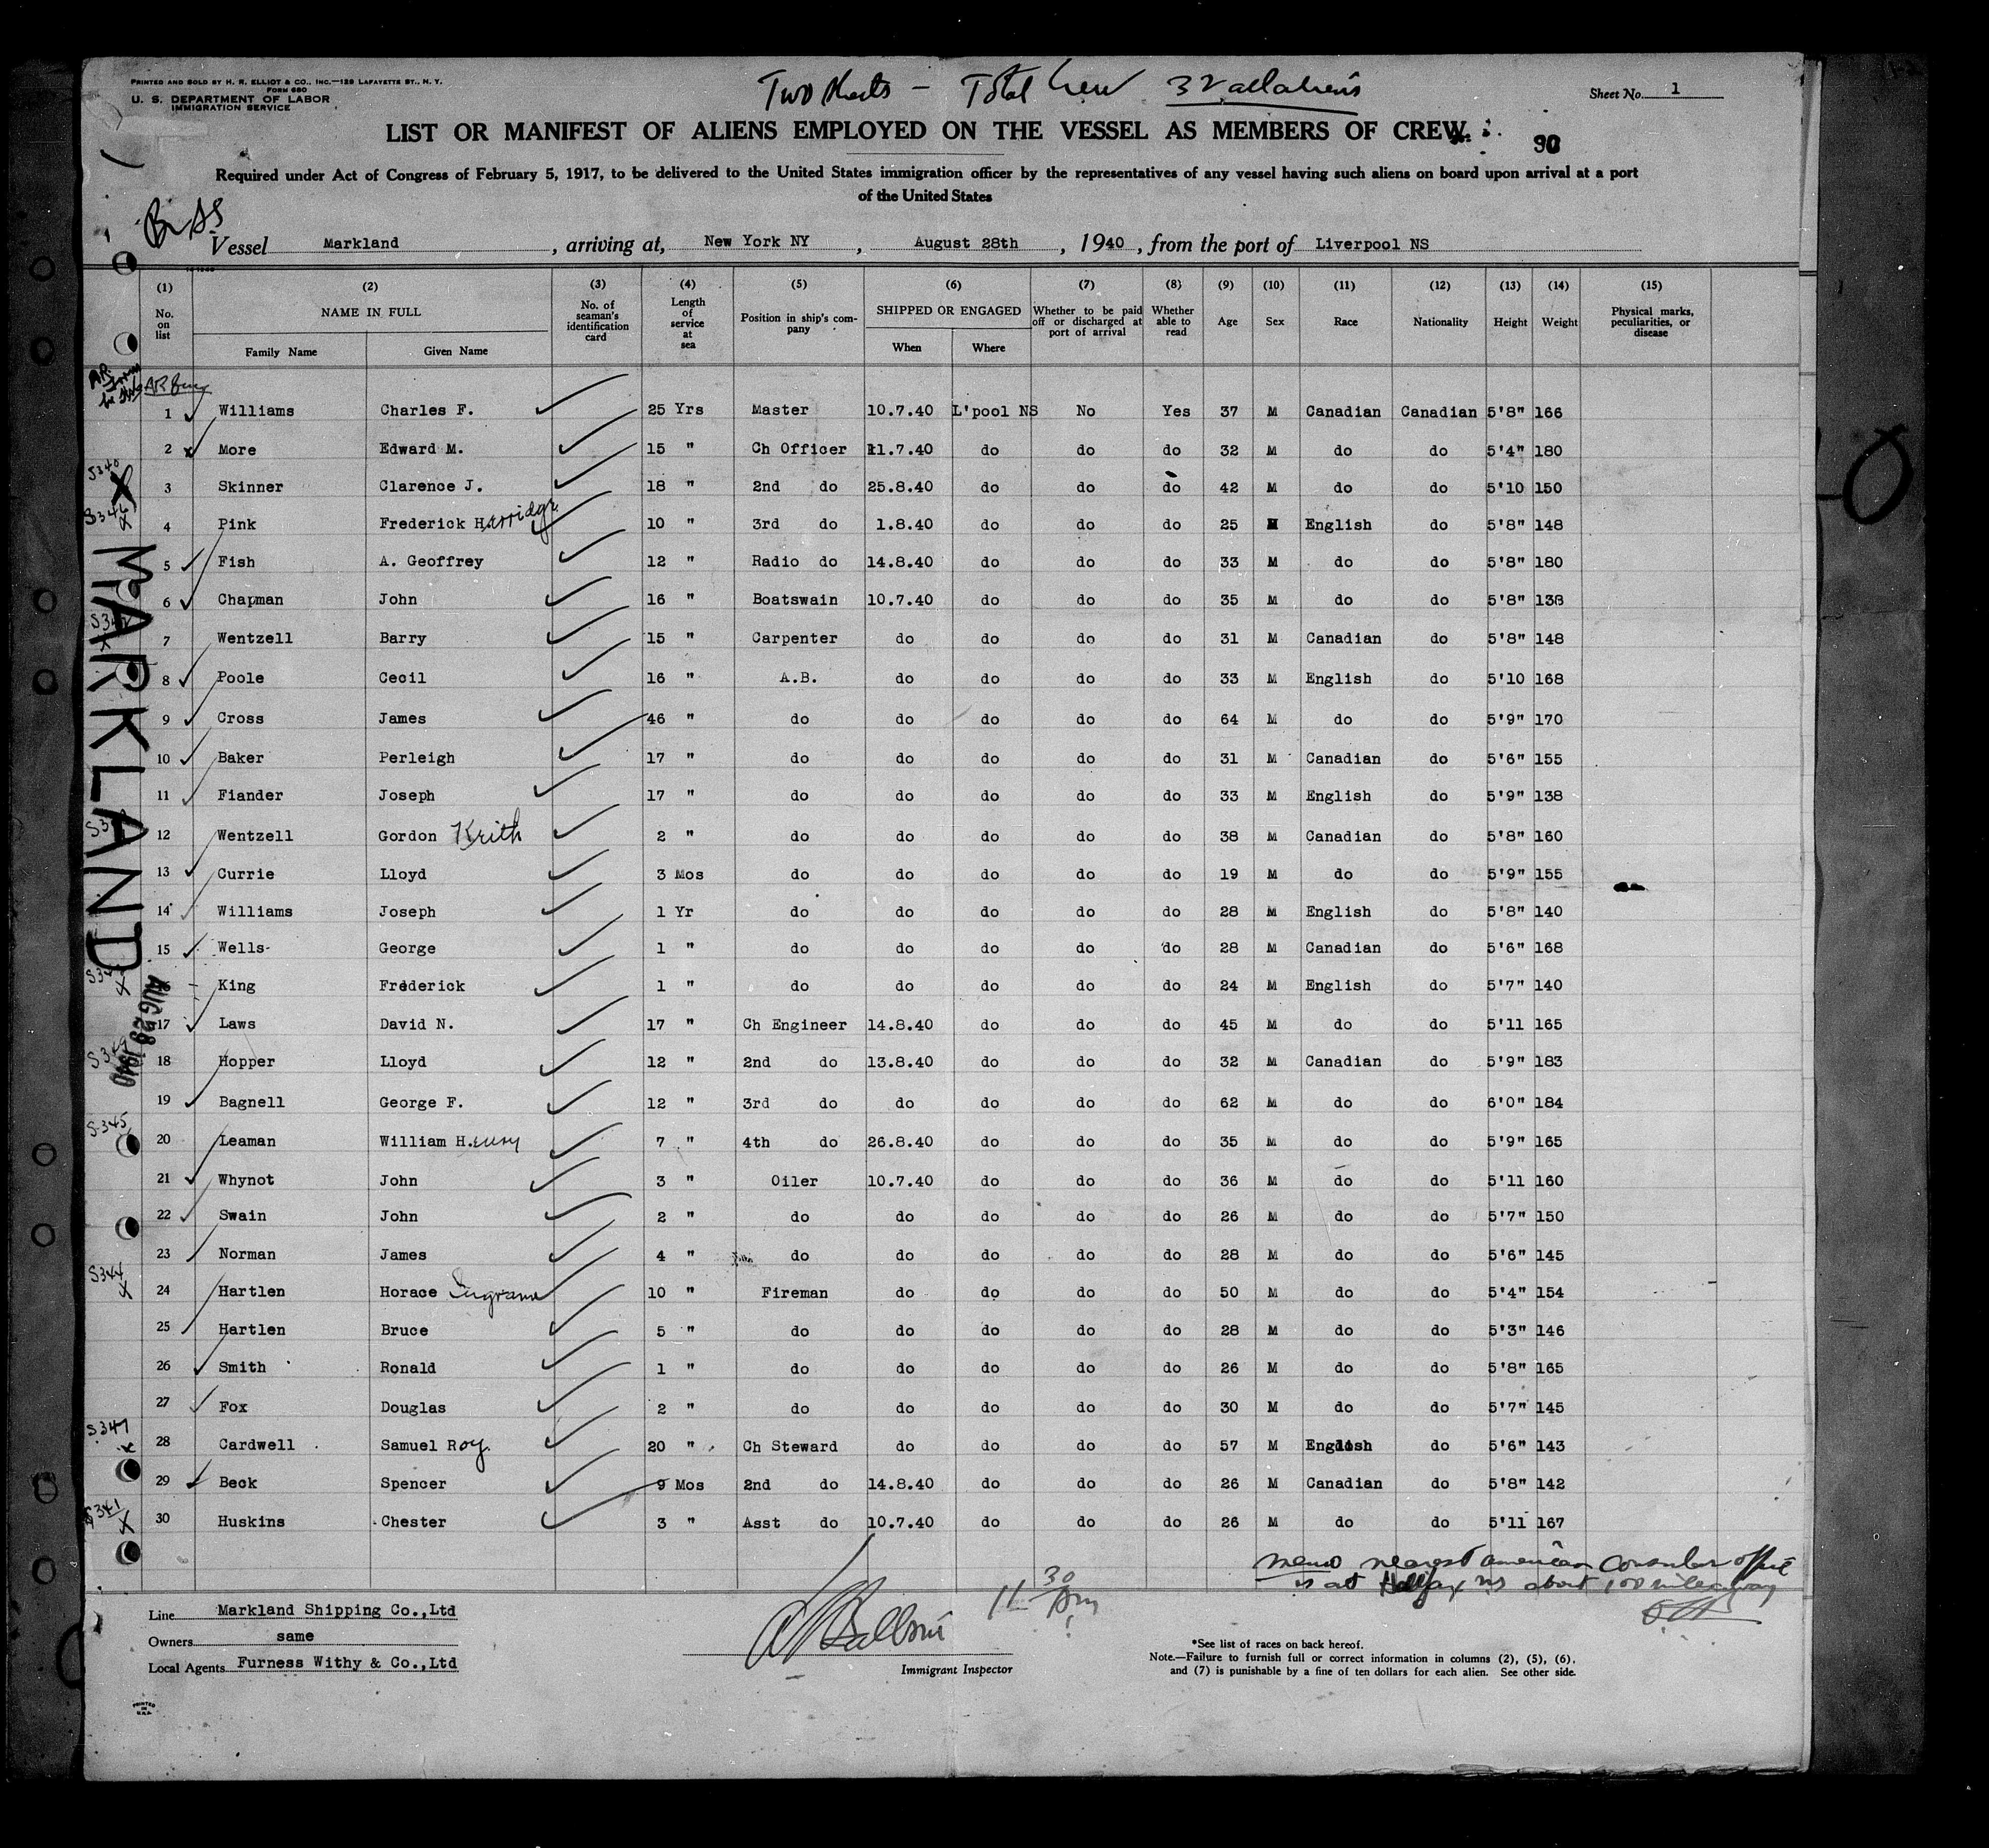 PRINTED AND SOLD BY H. R. ELLIOT & CO., INC.—129 LAFAYETTE ST., N. Y.
FORM 680
U. S. DEPARTMENT OF LABOR
IMMIGRATION SERVICE
Two sheets – Total Crew 32 all aliens
Sheet No. 1
LIST OR MANIFEST OF ALIENS EMPLOYED ON THE VESSEL AS MEMBERS OF CREW.
90
Required under Act of Congress of February 5, 1917, to be delivered to the United States immigration officer by the representatives of any vessel having such aliens on board upon arrival at a port
of the United States
Br SS
Vessel Markland, arriving at, New York NY, August 28th, 1940, from the port of Liverpool NS
(1) No. on list (2) NAME IN FULL Family Name Given Name (3) No. of seaman's identification card (4) Length of service at sea (5) Position in ship's company (6) SHIPPED OR ENGAGED When Where (7) Whether to be paid off or discharged at port of arrival (8) Whether able to read (9) Age (10) Sex (11) Race (12) Nationality (13) Height (14) Weight (15) Physical marks, peculiarities, or disease
1 Williams Charles F. 25 Yrs Master 10.7.40 L'pool NS No Yes 37 M Canadian Canadian 5'8" 166
2 More Edward M. 15 " Ch Officer 11.7.40 do do do 32 M do do 5'4" 180
S340
3 Skinner Clarence J. 18 " 2nd do 25.8.40 do do do 42 M do do 5'10 150
4 Pink Frederick Harridge 10 " 3rd do 1.8.40 do do do 25 M English do 5'8" 148
5 Fish A. Geoffrey 12 " Radio do 14.8.40 do do do 33 M do do 5'8" 180
6 Chapman John 16 " Boatswain 10.7.40 do do do 35 M do do 5'8" 138
7 Wentzell Barry 15 " Carpenter do do do do 31 M Canadian do 5'8" 148
8 Poole Cecil 16 " A.B. do do do do 33 M English do 5'10 168
9 Cross James 46 " do do do do do 64 M do do 5'9" 170
10 Baker Perleigh 17 " do do do do do 31 M Canadian do 5'6" 155
11 Fiander Joseph 17 " do do do do do 33 M English do 5'9" 138
12 Wentzell Gordon Krith 2 " do do do do do 38 M Canadian do 5'8" 160
13 Currie Lloyd 3 Mos do do do do do 19 M do do 5'9" 155
14 Williams Joseph 1 Yr do do do do do 28 M English do 5'8" 140
15 Wells George 1 " do do do do do 28 M Canadian do 5'6" 168
King Frederick 1 " do do do do do 24 M English do 5'7" 140
17 Laws David N. 17 " Ch Engineer 14.8.40 do do do 45 M do do 5'11 165
18 Hopper Lloyd 12 " 2nd do 13.8.40 do do do 32 M Canadian do 5'9" 183
19 Bagnell George F. 12 " 3rd do do do do do 62 M do do 6'0" 184
S-345
20 Leaman William Henry 7 " 4th do 26.8.40 do do do 35 M do do 5'9" 165
21 Whynot John 3 " Oiler 10.7.40 do do do 36 M do do 5'11 160
22 Swain John 2 " do do do do do 26 M do do 5'7" 150
23 Norman James 4 " do do do do do 28 M do do 5'6" 145
S344
24 Hartlen Horace Ingram 10 " Fireman do do do do 50 M do do 5'4" 154
25 Hartlen Bruce 5 " do do do do do 28 M do do 5'3" 146
26 Smith Ronald 1 " do do do do do 26 M do do 5'8" 165
27 Fox Douglas 2 " do do do do do 30 M do do 5'7" 145
S347
28 Cardwell Samuel Roy. 20 " Ch Steward do do do do 57 M English do 5'6" 143
29 Beck Spencer 9 Mos 2nd do 14.8.40 do do do 26 M Canadian do 5'8" 142
S341
30 Huskins Chester 3 " Asst do 10.7.40 do do do 26 M do do 5'11 167
MARKLAND
AUG 28 1940
memo nearest american Consular office
is at Halifax NS about 100 miles away
Line Markland Shipping Co.,Ltd
Owners same
Local Agents Furness Withy & Co.,Ltd
11 30 Am
Immigrant Inspector
*See list of races on back hereof.
Note.—Failure to furnish full or correct information in columns (2), (5), (6),
and (7) is punishable by a fine of ten dollars for each alien. See other side.
PRINTED IN U.S.A.